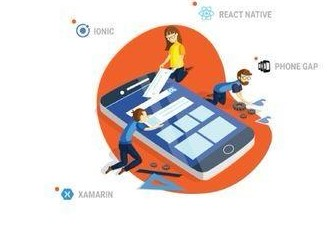 REACT NATIVE
IONIC
PHONE GAP
XAMARIN